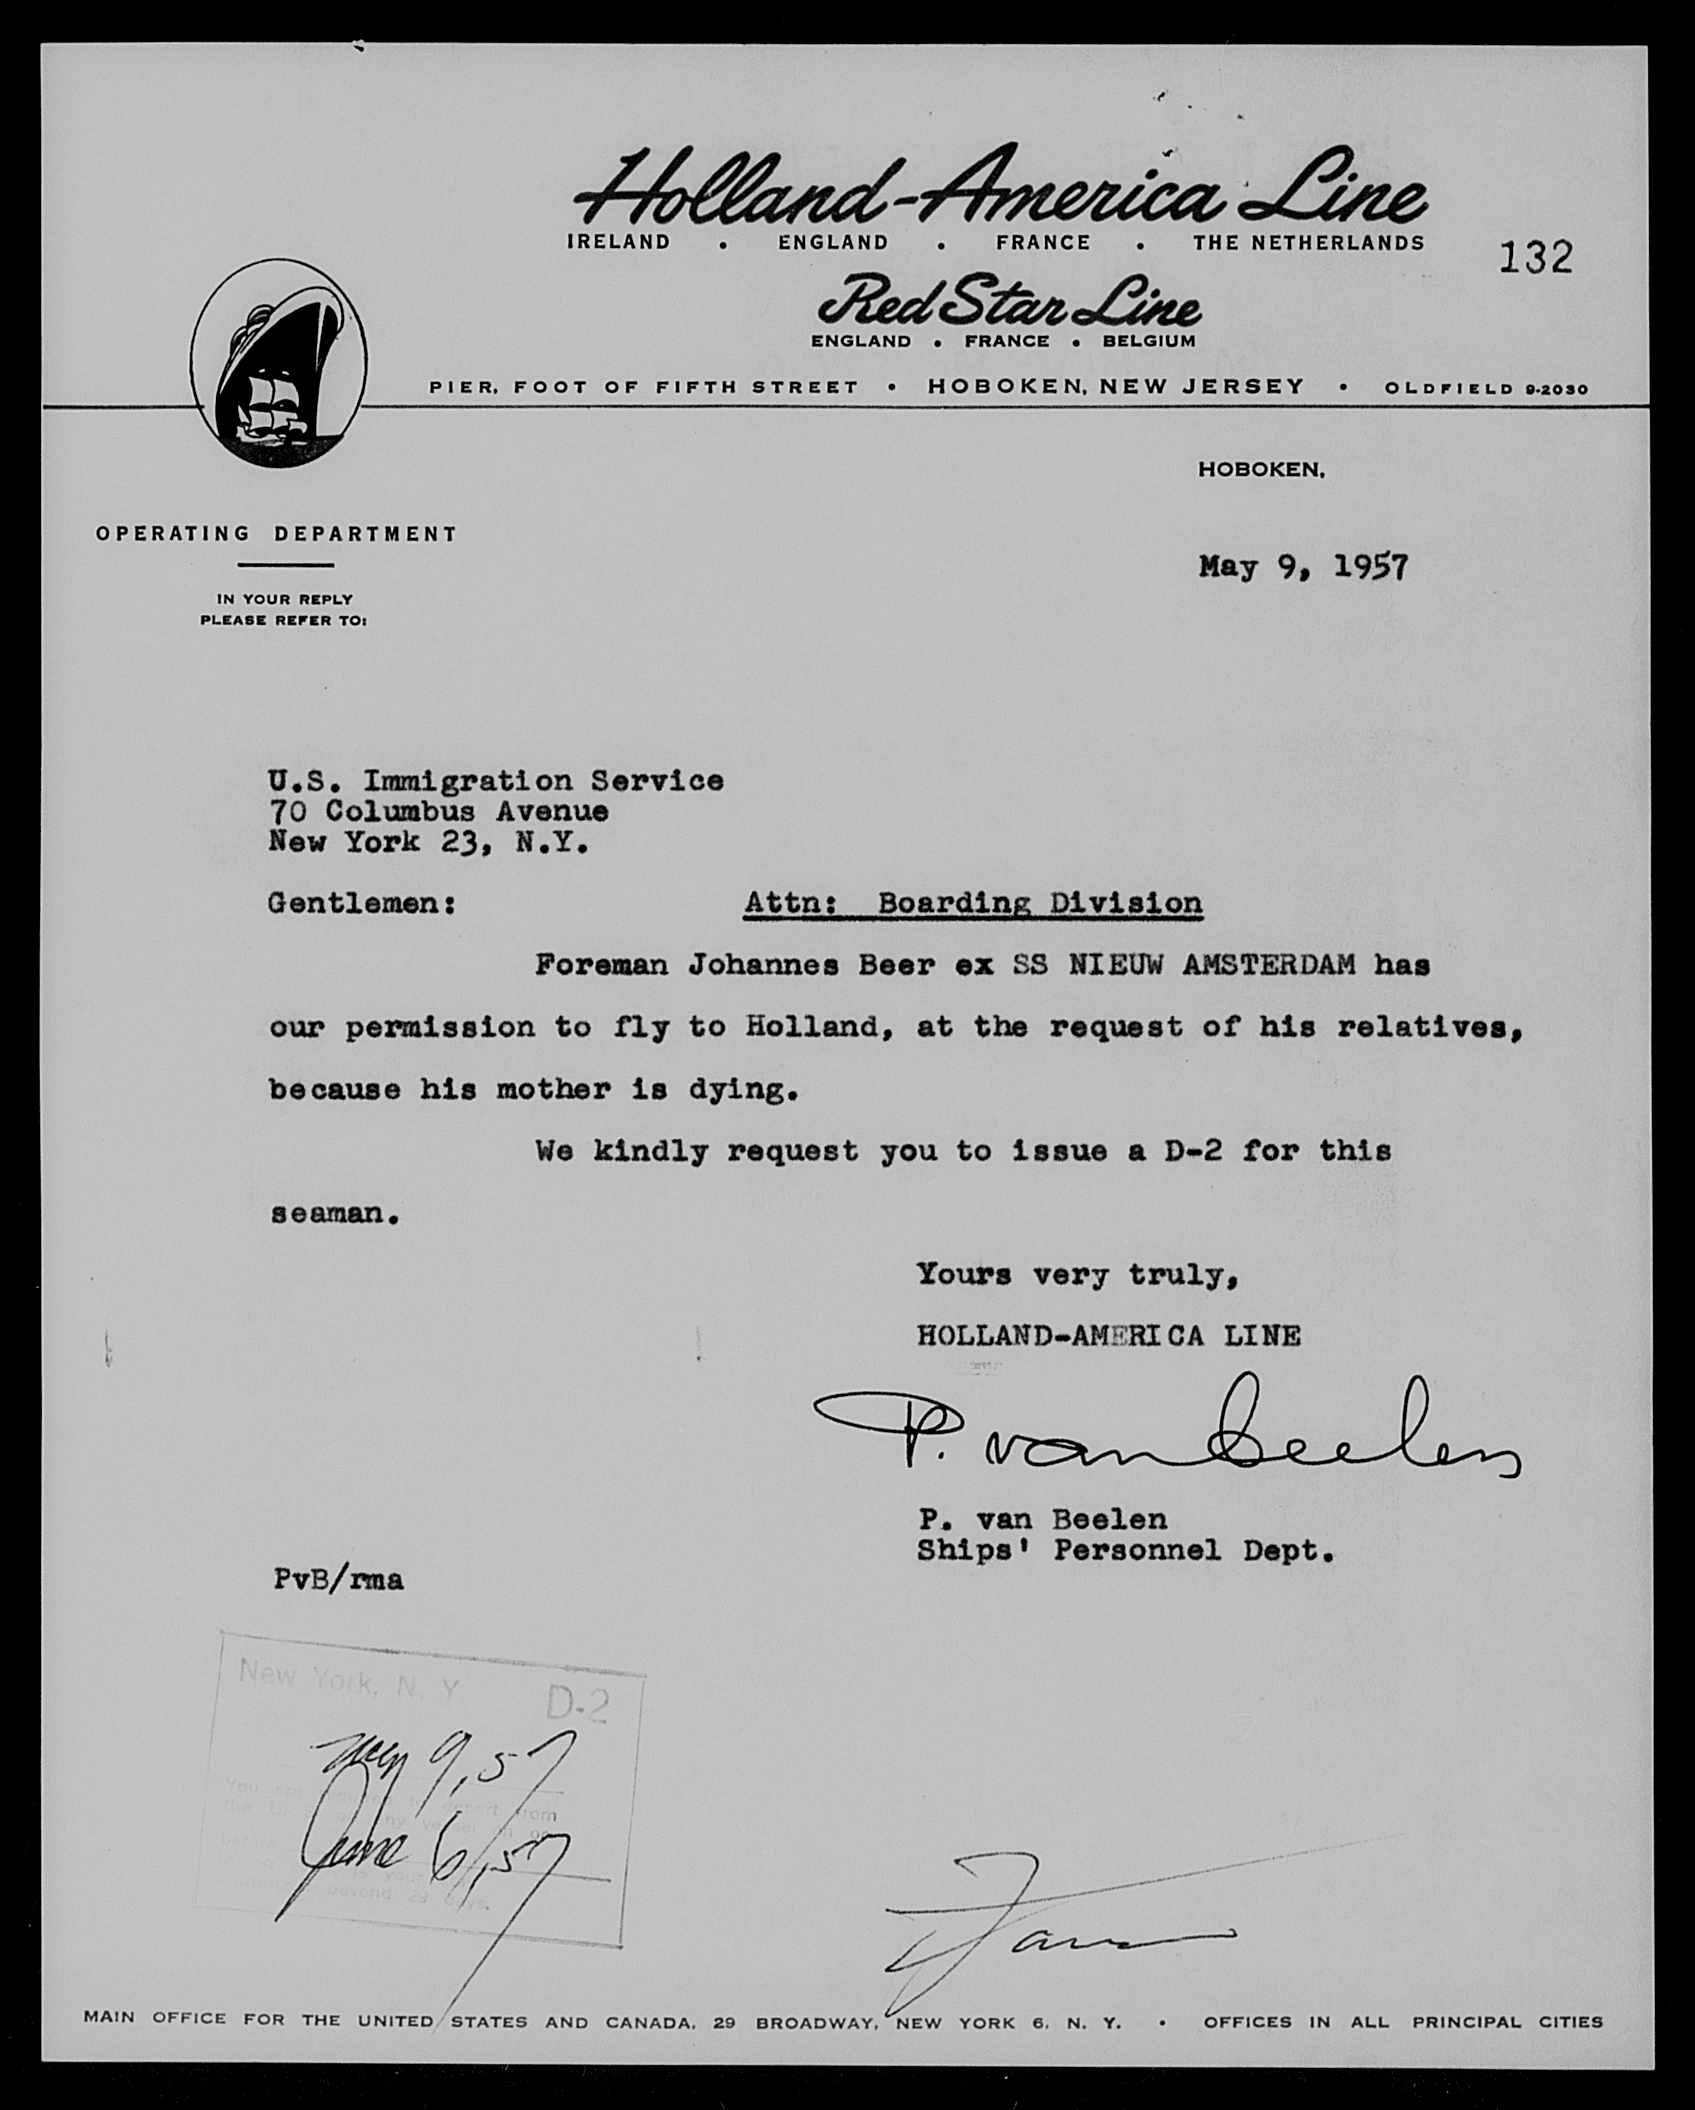 Holland-America Line
IRELAND • ENGLAND • FRANCE • THE NETHERLANDS
132
Red Star Line
ENGLAND • FRANCE • BELGIUM
PIER, FOOT OF FIFTH STREET • HOBOKEN, NEW JERSEY • OLDFIELD 9-2030
HOBOKEN,
OPERATING DEPARTMENT
May 9, 1957
IN YOUR REPLY
PLEASE REFER TO:
U.S. Immigration Service
70 Columbus Avenue
New York 23, N.Y.
Gentlemen: Attn: Boarding Division
Foreman Johannes Beer ex SS NIEUW AMSTERDAM has
our permission to fly to Holland, at the request of his relatives,
because his mother is dying.
We kindly request you to issue a D-2 for this
seaman.
Yours very truly,
HOLLAND-AMERICA LINE
P. van Beelen
P. van Beelen
Ships' Personnel Dept.
PvB/rma
New York, N. Y. D-2
May 9, 57
You depart from
June 6, 57
beyond 29 days.
MAIN OFFICE FOR THE UNITED STATES AND CANADA, 29 BROADWAY, NEW YORK 6, N. Y. • OFFICES IN ALL PRINCIPAL CITIES